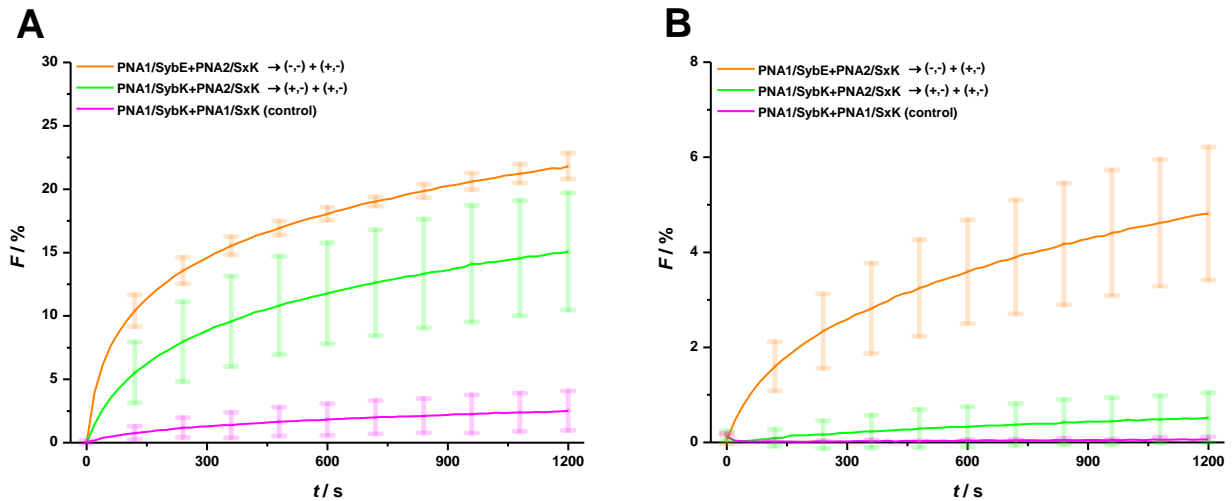 A
30
25
20
15
10
5
0
F / %
PNA1/SybE+PNA2/SxK → (-,-) + (+,-)
PNA1/SybK+PNA2/SxK → (+,-) + (+,-)
PNA1/SybK+PNA1/SxK (control)
0 300 600 900 1200
t / s
B
8
6
4
2
0
F / %
PNA1/SybE+PNA2/SxK → (-,-) + (+,-)
PNA1/SybK+PNA2/SxK → (+,-) + (+,-)
PNA1/SybK+PNA1/SxK (control)
0 300 600 900 1200
t / s